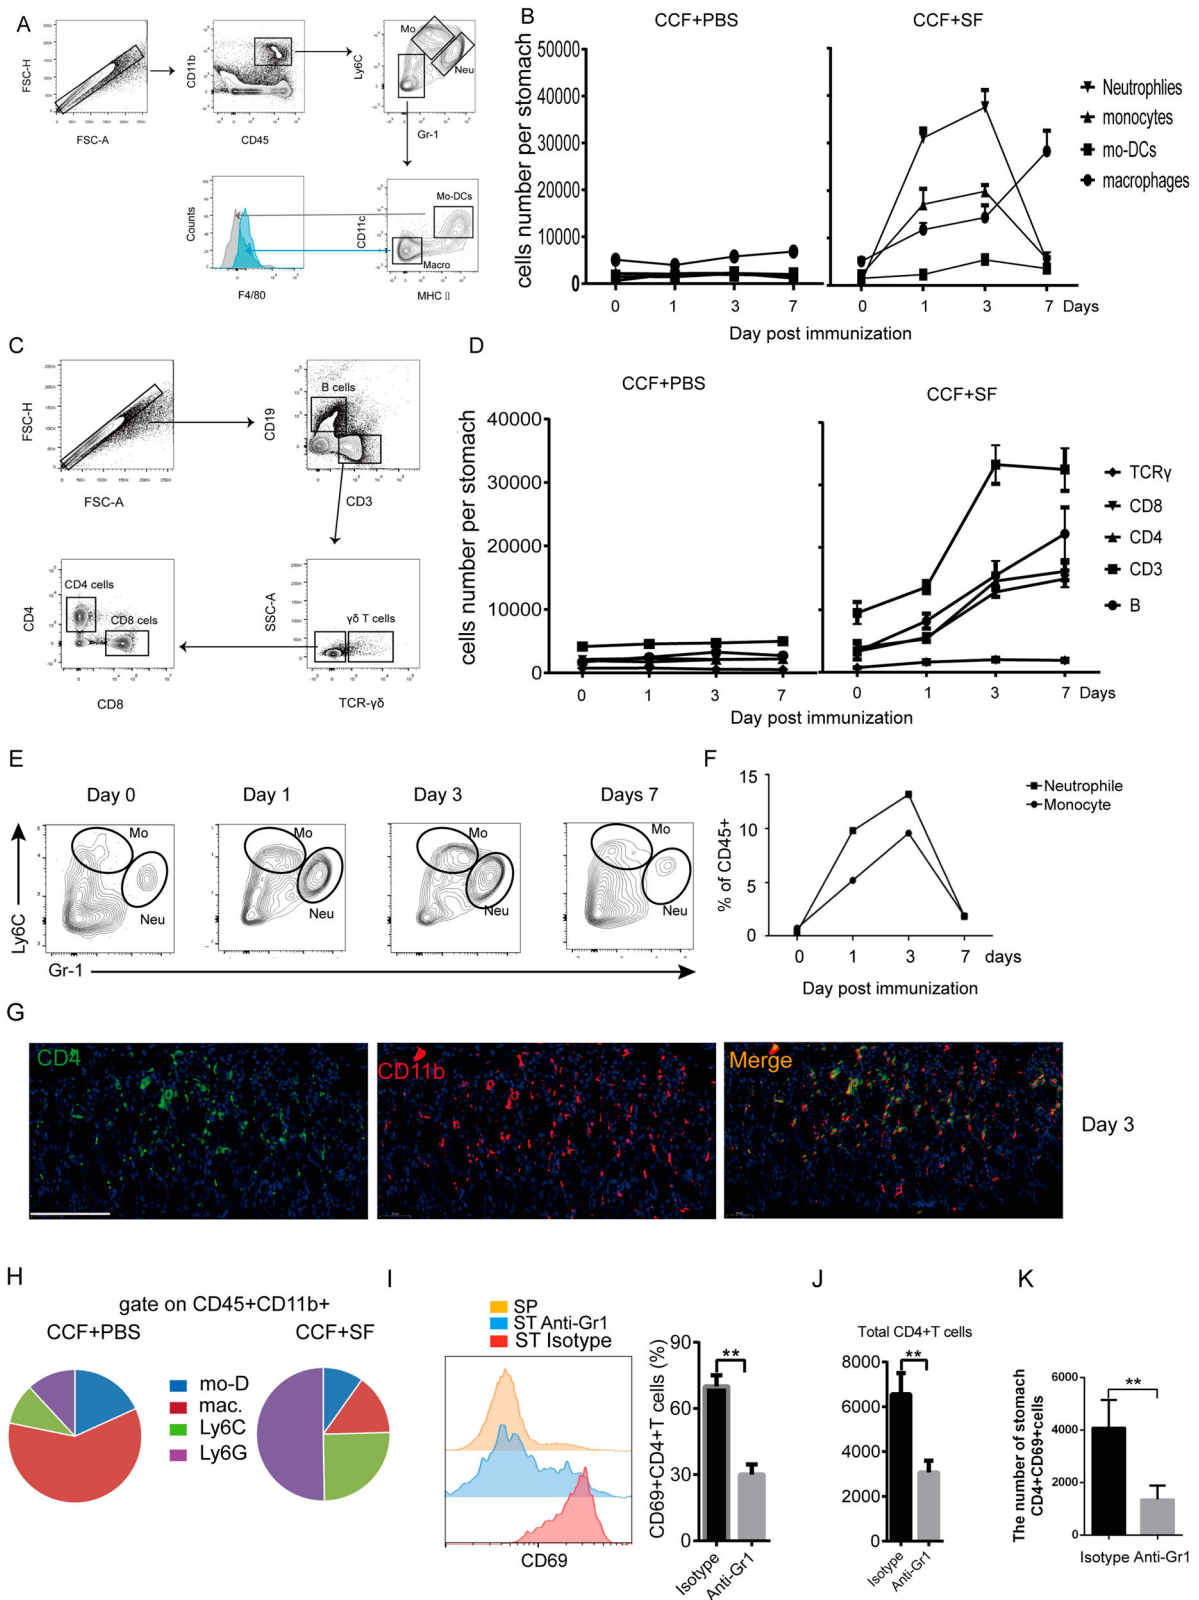 A
FSC-H
FSC-A
CD11b
CD45
Ly6C
Mo
Neu
Gr-1
Counts
F4/80
CD11c
Mo-DCs
Macro
MHC II
B
CCF+PBS
CCF+SF
cells number per stomach
50000
40000
30000
20000
10000
0
0 1 3 7
0 1 3 7 Days
Day post immunization
Neutrophlies
monocytes
mo-DCs
macrophages
C
FSC-H
FSC-A
CD19
B cells
CD3
CD4
CD4 cells
CD8 cells
CD8
SSC-A
γδ T cells
TCR-γδ
D
CCF+PBS
CCF+SF
cells number per stomach
40000
30000
20000
10000
0
0 1 3 7
0 1 3 7 Days
Day post immunization
TCRγ
CD8
CD4
CD3
B
E
Day 0
Day 1
Day 3
Days 7
Mo
Neu
Mo
Neu
Mo
Neu
Mo
Neu
Ly6C
Gr-1
F
% of CD45+
15
10
5
0
0 1 3 7 days
Day post immunization
Neutrophile
Monocyte
G
CD4
CD11b
Merge
Day 3
H
gate on CD45+CD11b+
CCF+PBS
CCF+SF
mo-D
mac.
Ly6C
Ly6G
I
SP
ST Anti-Gr1
ST Isotype
CD69
CD69+CD4+T cells (%)
90
60
30
0
**
Isotype
Anti-Gr1
J
Total CD4+T cells
8000
6000
4000
2000
0
**
Isotype
Anti-Gr1
K
The number of stomach
CD4+CD69+cells
6000
4000
2000
0
**
Isotype Anti-Gr1